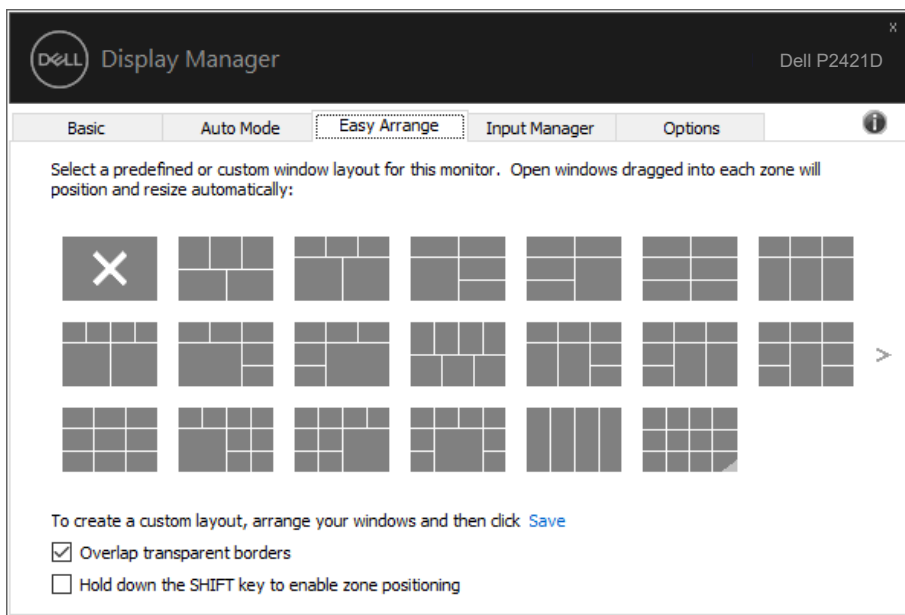 x
DELL Display Manager
Dell P2421D
Basic Auto Mode Easy Arrange Input Manager Options i
Select a predefined or custom window layout for this monitor. Open windows dragged into each zone will
position and resize automatically:
>
To create a custom layout, arrange your windows and then click Save
Overlap transparent borders
Hold down the SHIFT key to enable zone positioning